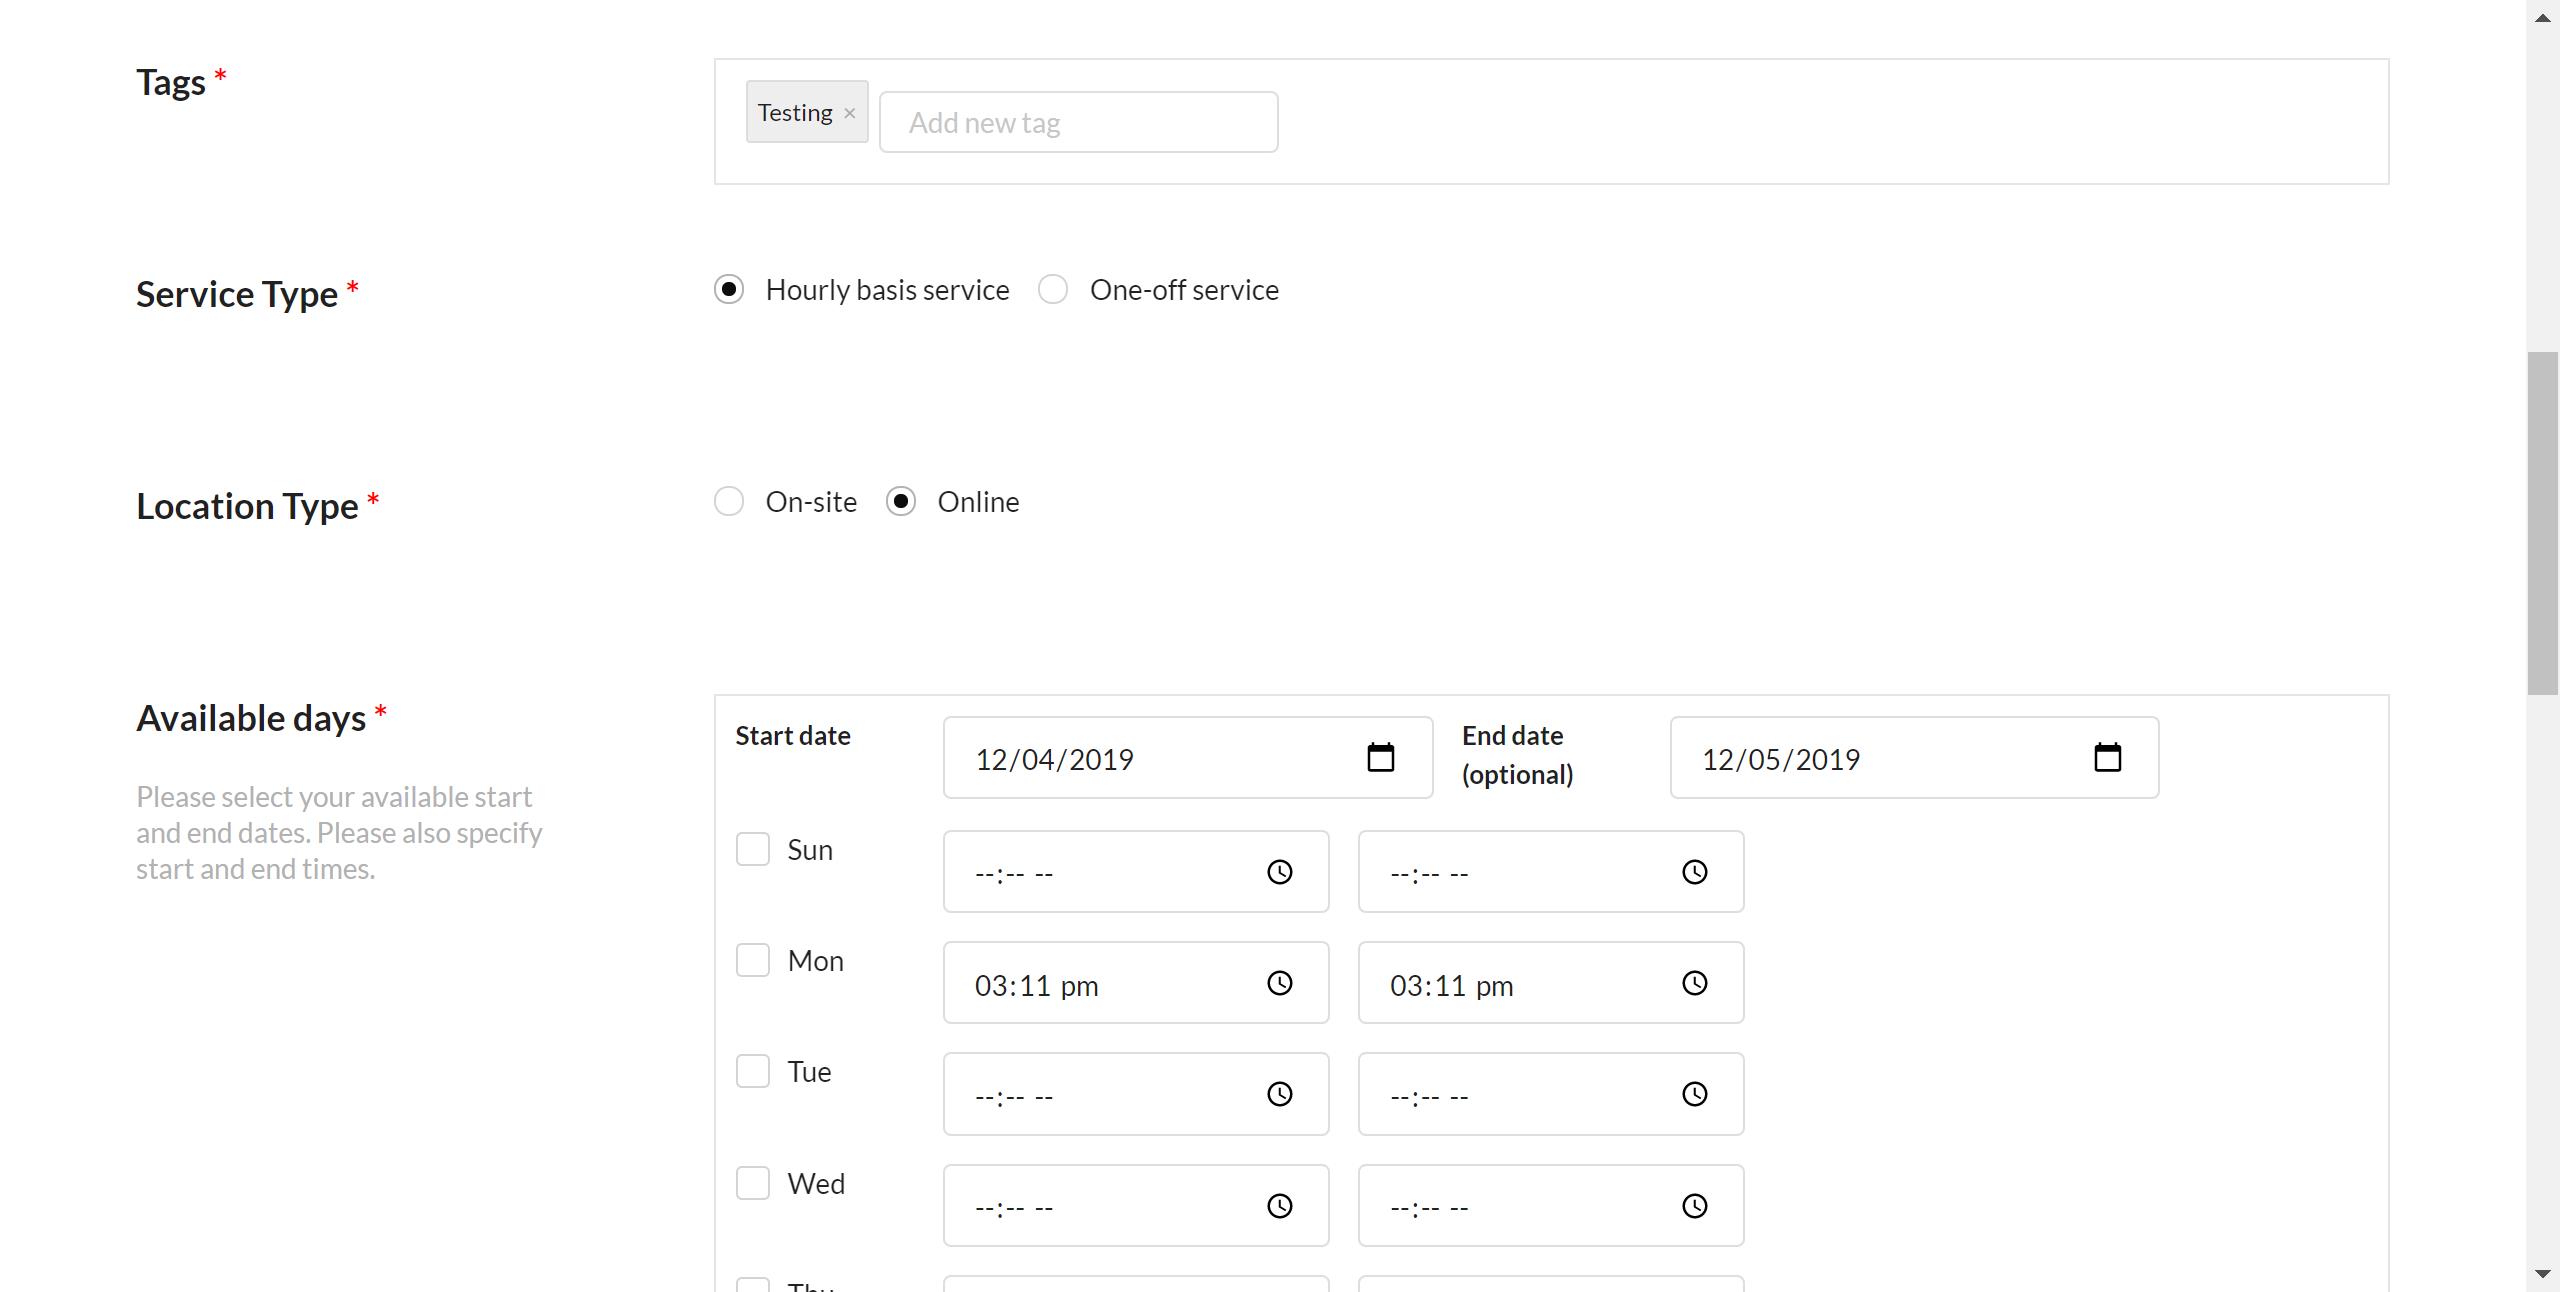 Tags *
Testing ×
Add new tag
Service Type *
Hourly basis service
One-off service
Location Type *
On-site
Online
Available days *
Please select your available start
and end dates. Please also specify
start and end times.
Start date
12/04/2019
End date
(optional)
12/05/2019
Sun
--:-- --
--:-- --
Mon
03:11 pm
03:11 pm
Tue
--:-- --
--:-- --
Wed
--:-- --
--:-- --
Thu